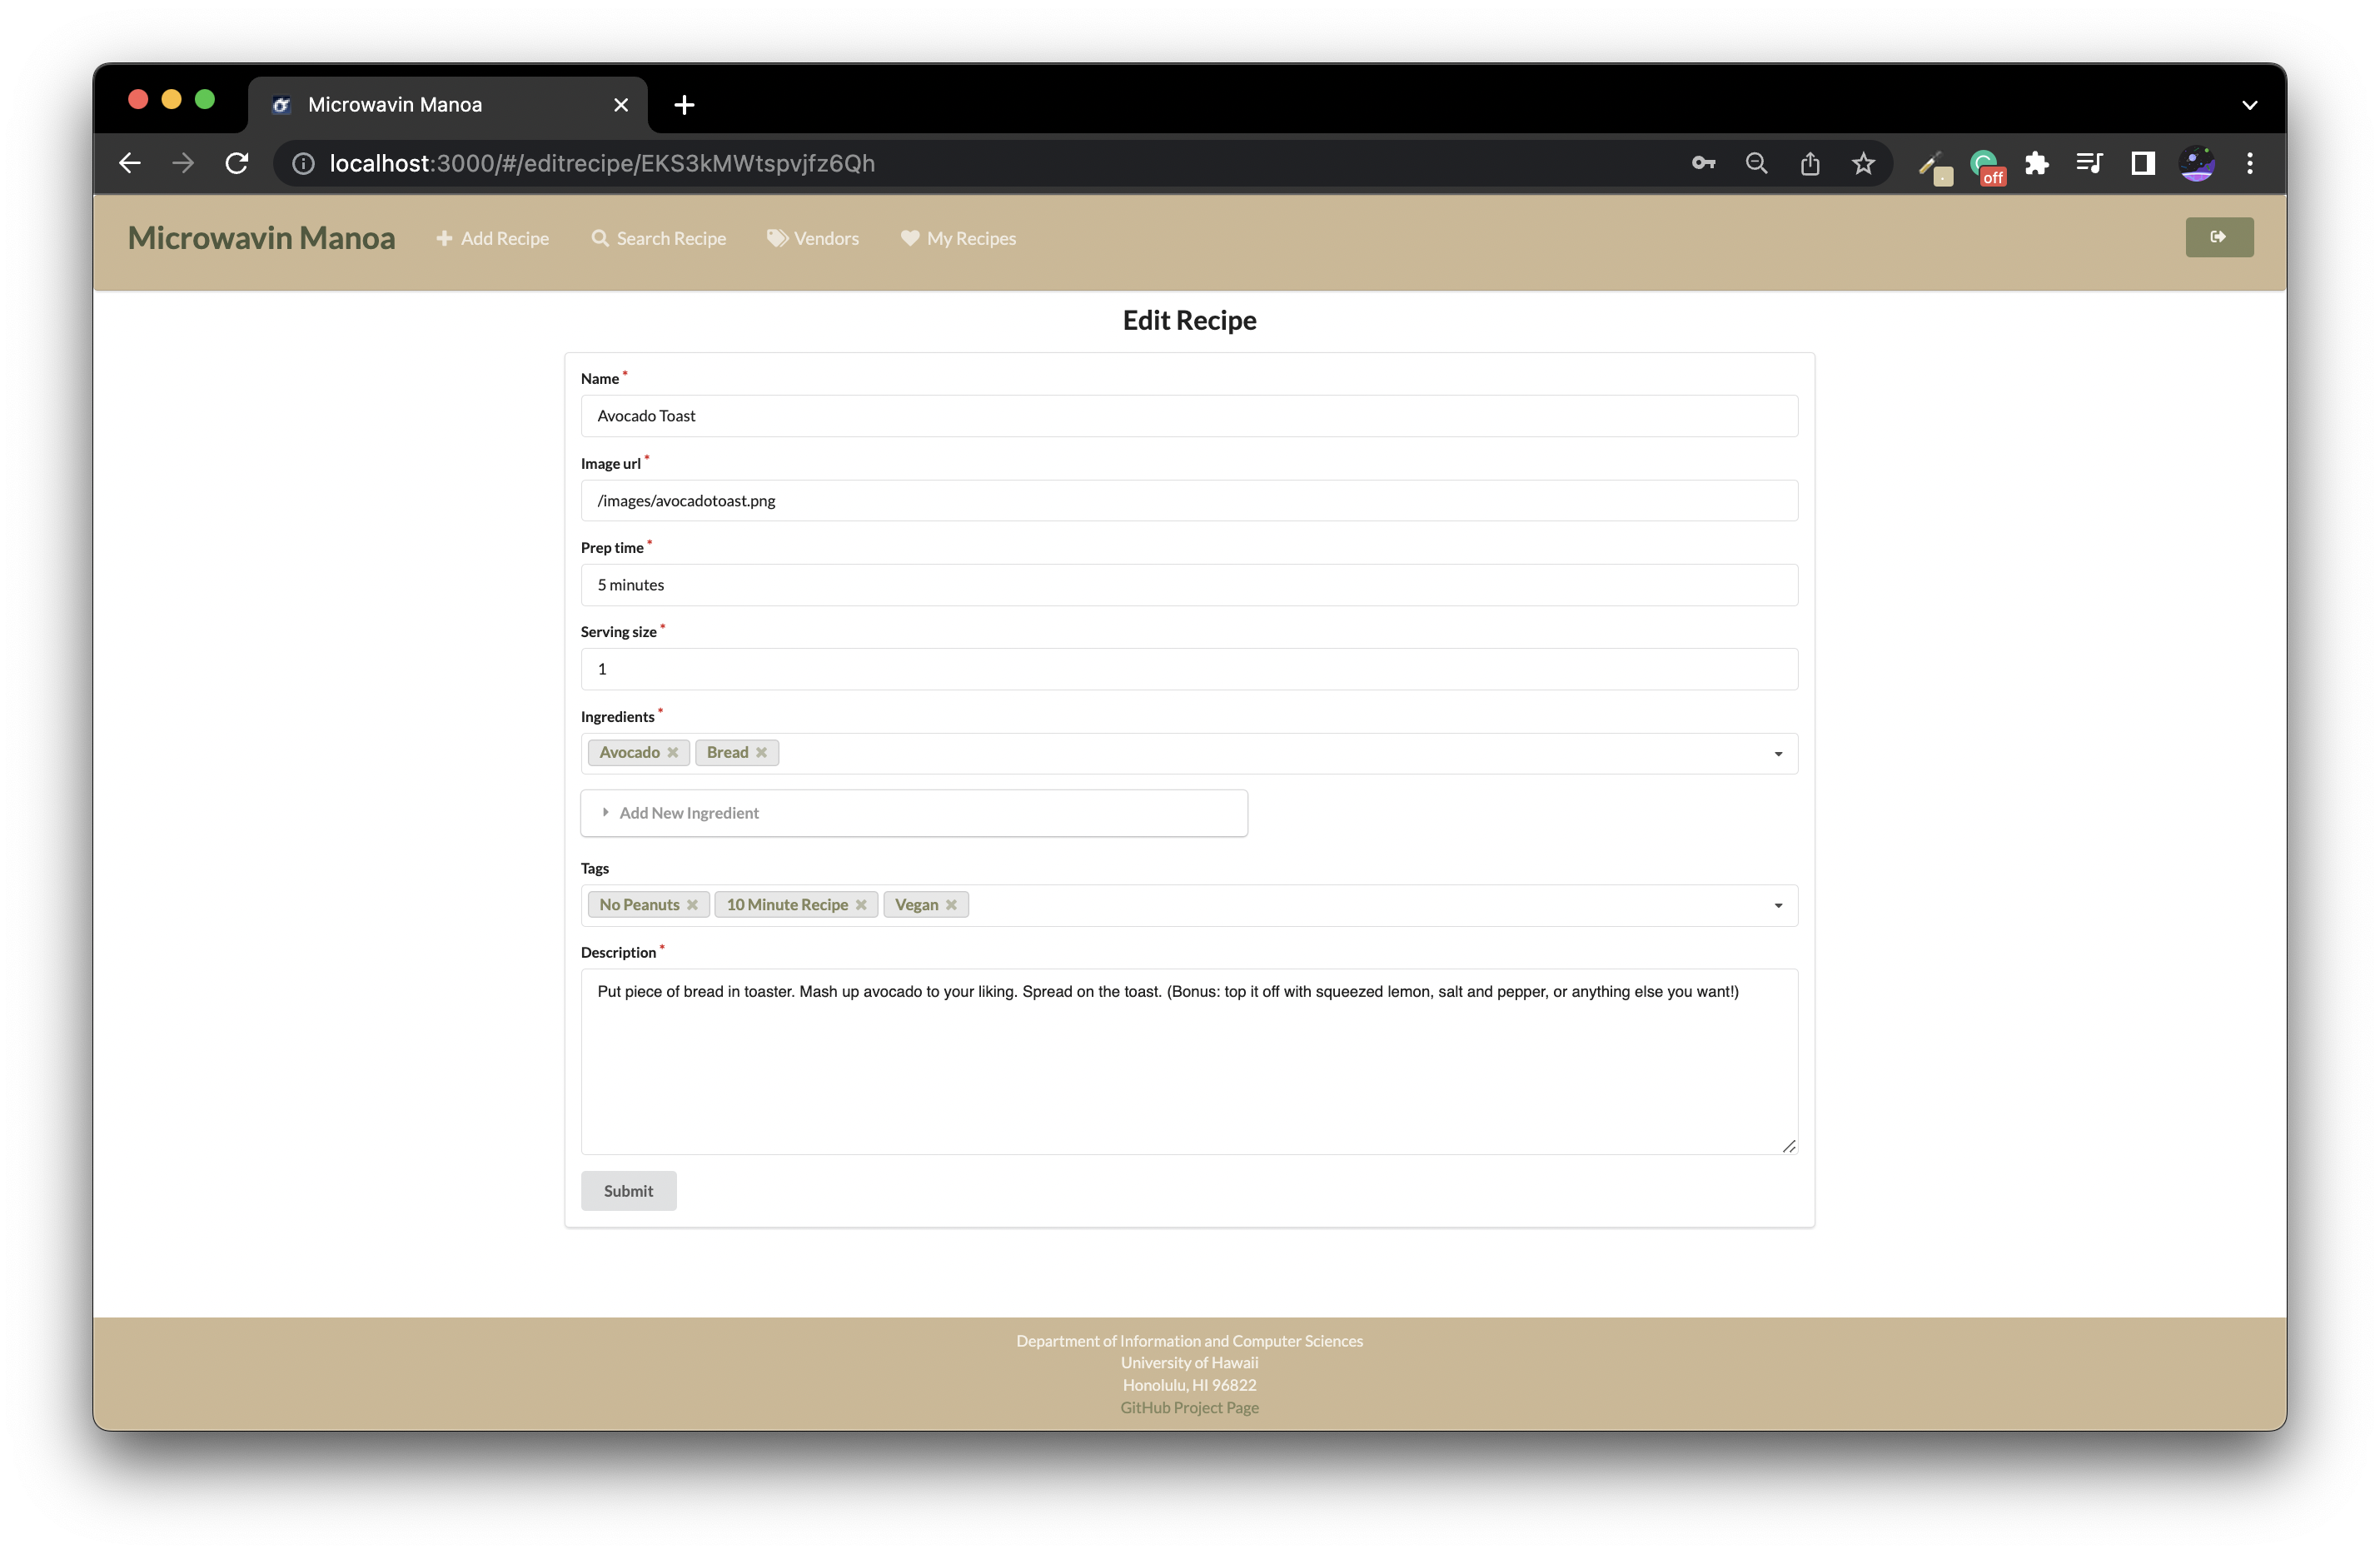 Microwavin Manoa
localhost:3000/#/editrecipe/EKS3kMWtspvjfz6Qh
off
Microwavin Manoa Add Recipe Search Recipe Vendors My Recipes
Edit Recipe
Name *
Avocado Toast
Image url *
/images/avocadotoast.png
Prep time *
5 minutes
Serving size *
1
Ingredients *
Avocado Bread
Add New Ingredient
Tags
No Peanuts 10 Minute Recipe Vegan
Description *
Put piece of bread in toaster. Mash up avocado to your liking. Spread on the toast. (Bonus: top it off with squeezed lemon, salt and pepper, or anything else you want!)
Submit
Department of Information and Computer Sciences
University of Hawaii
Honolulu, HI 96822
GitHub Project Page